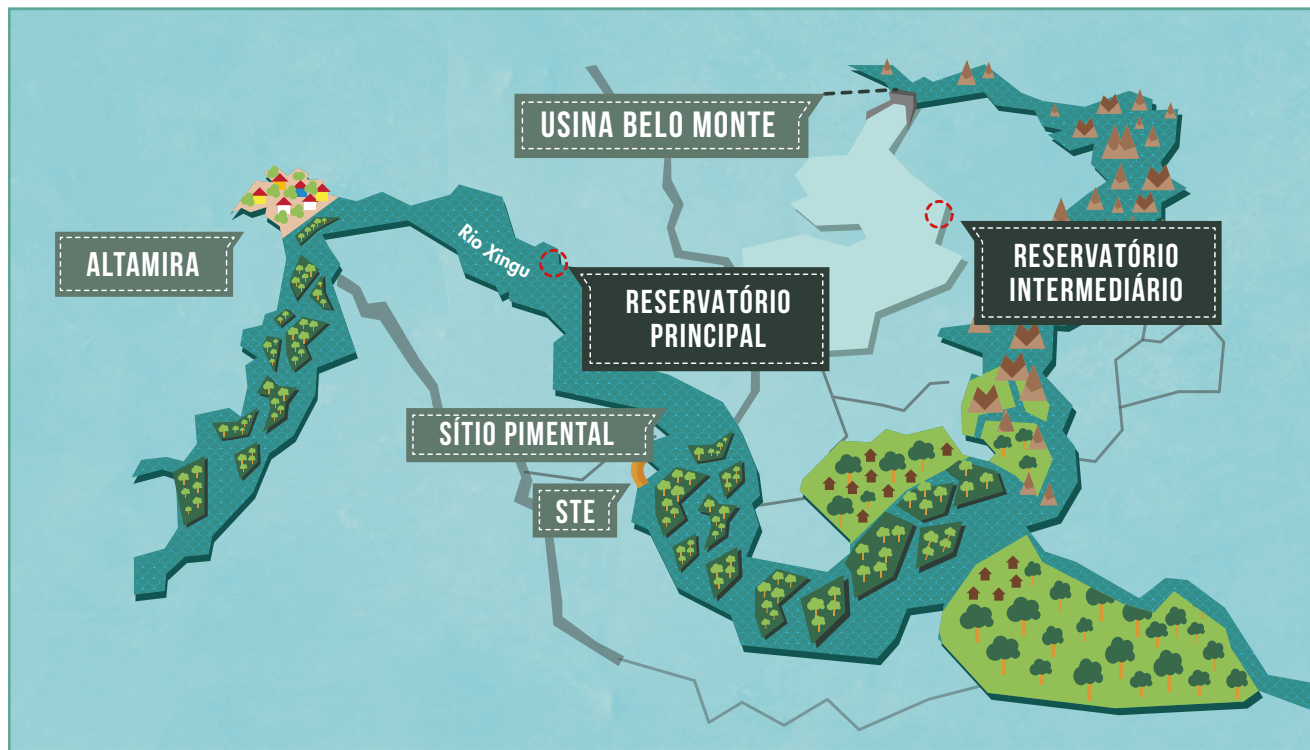 USINA BELO MONTE
ALTAMIRA
Rio Xingu
RESERVATÓRIO
PRINCIPAL
RESERVATÓRIO
INTERMEDIÁRIO
SÍTIO PIMENTAL
STE